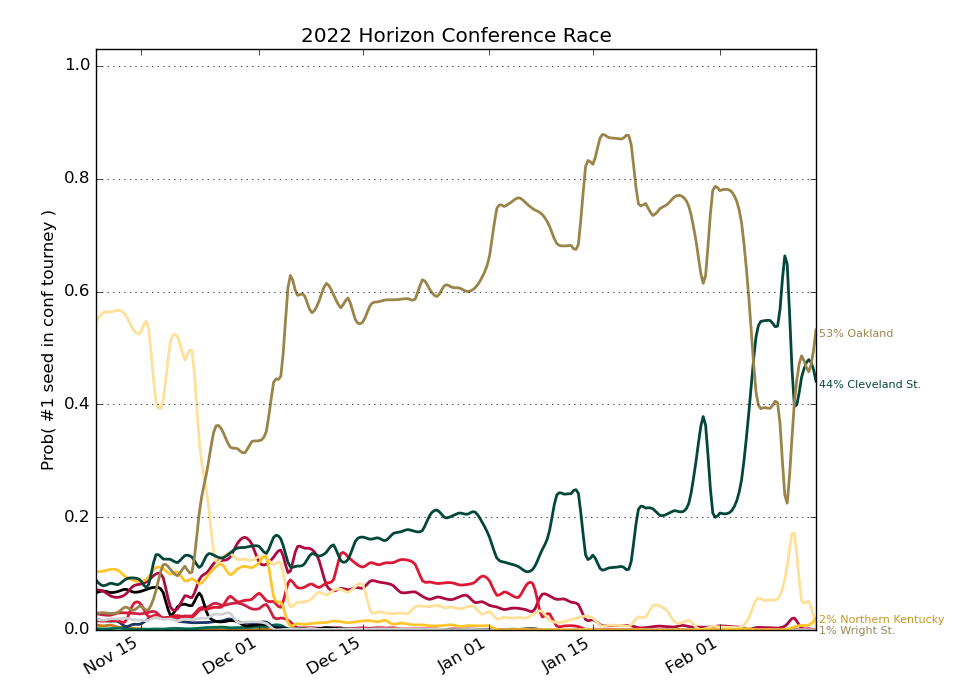 2022 Horizon Conference Race
Prob( #1 seed in conf tourney )
1.0
0.8
0.6
0.4
0.2
0.0
53% Oakland
44% Cleveland St.
2% Northern Kentucky
1% Wright St.
Nov 15
Dec 01
Dec 15
Jan 01
Jan 15
Feb 01